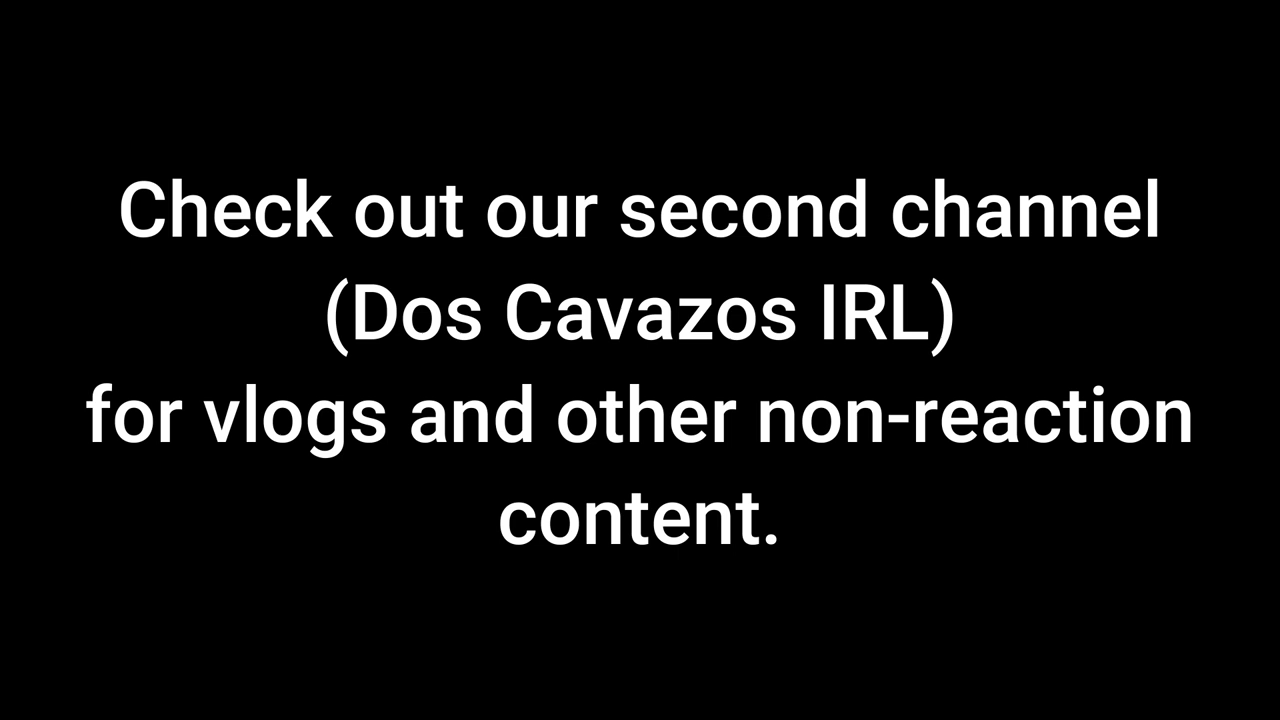 Check out our second channel
(Dos Cavazos IRL)
for vlogs and other non-reaction
content.